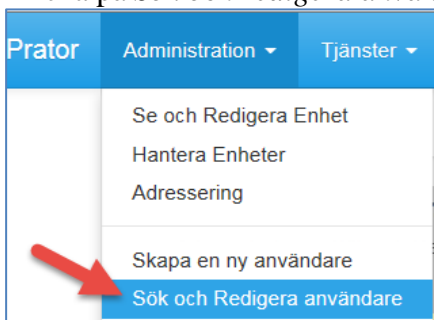 Prator Administration Tjänster
Se och Redigera Enhet
Hantera Enheter
Adressering
Skapa en ny användare
Sök och Redigera användare